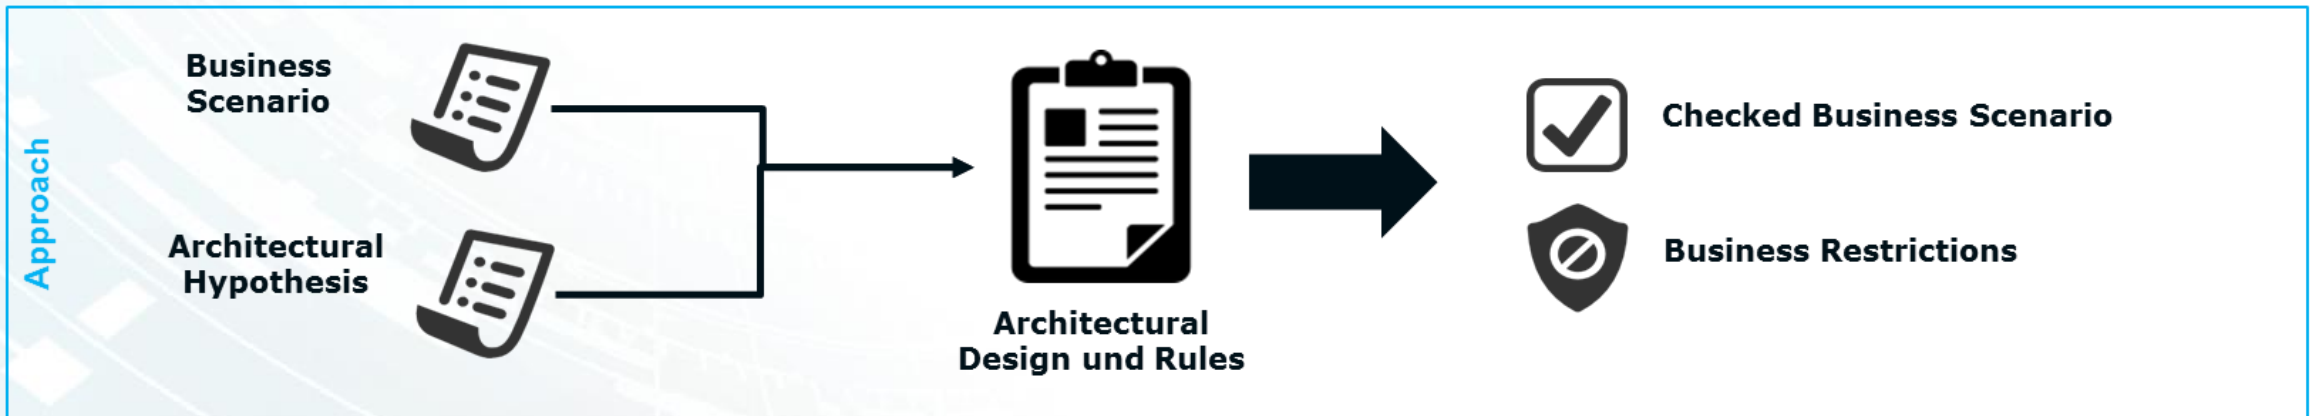 Approach
Business
Scenario
Architectural
Hypothesis
Architectural
Design und Rules
Checked Business Scenario
Business Restrictions